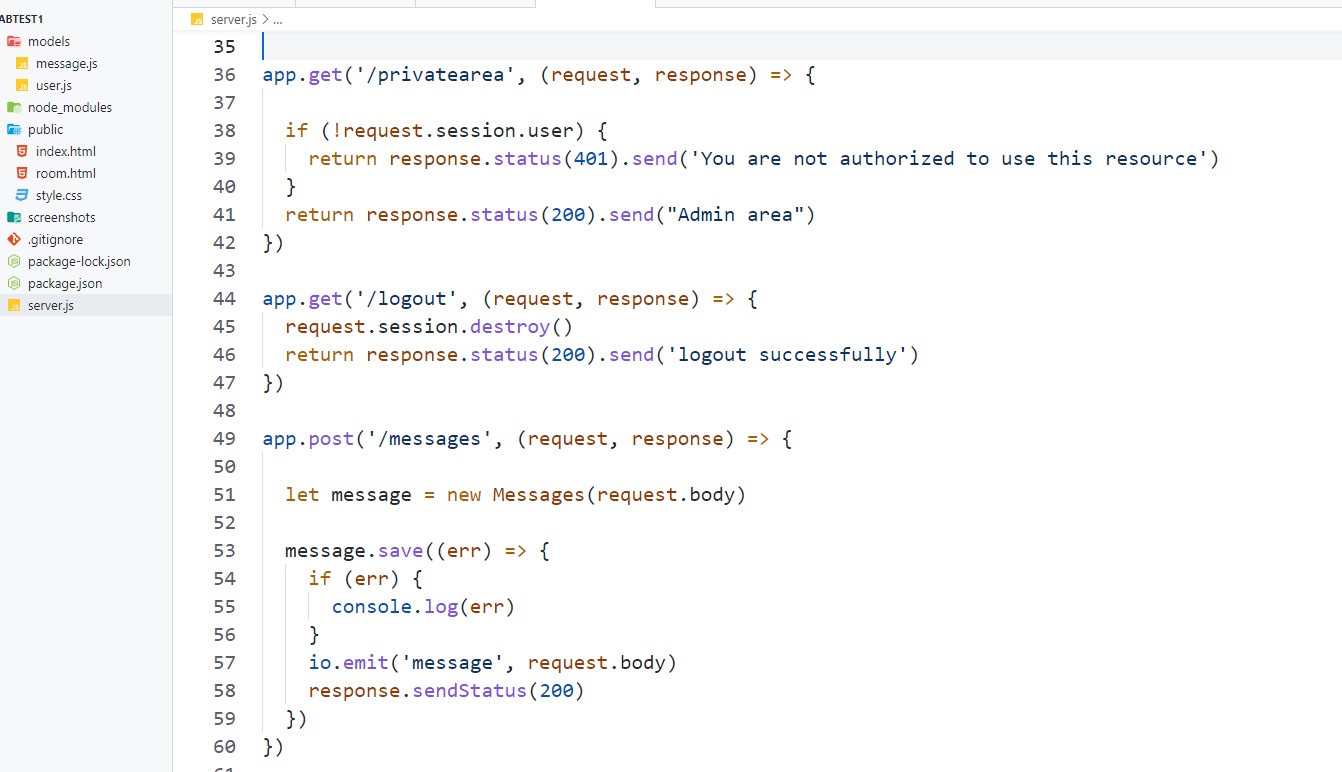 ABTEST1
models
message.js
user.js
node_modules
public
index.html
room.html
style.css
screenshots
.gitignore
package-lock.json
package.json
server.js
server.js > ...
35
36 app.get('/privatearea', (request, response) => {
37
38 if (!request.session.user) {
39 return response.status(401).send('You are not authorized to use this resource')
40 }
41 return response.status(200).send("Admin area")
42 })
43
44 app.get('/logout', (request, response) => {
45 request.session.destroy()
46 return response.status(200).send('logout successfully')
47 })
48
49 app.post('/messages', (request, response) => {
50
51 let message = new Messages(request.body)
52
53 message.save((err) => {
54 if (err) {
55 console.log(err)
56 }
57 io.emit('message', request.body)
58 response.sendStatus(200)
59 })
60 })